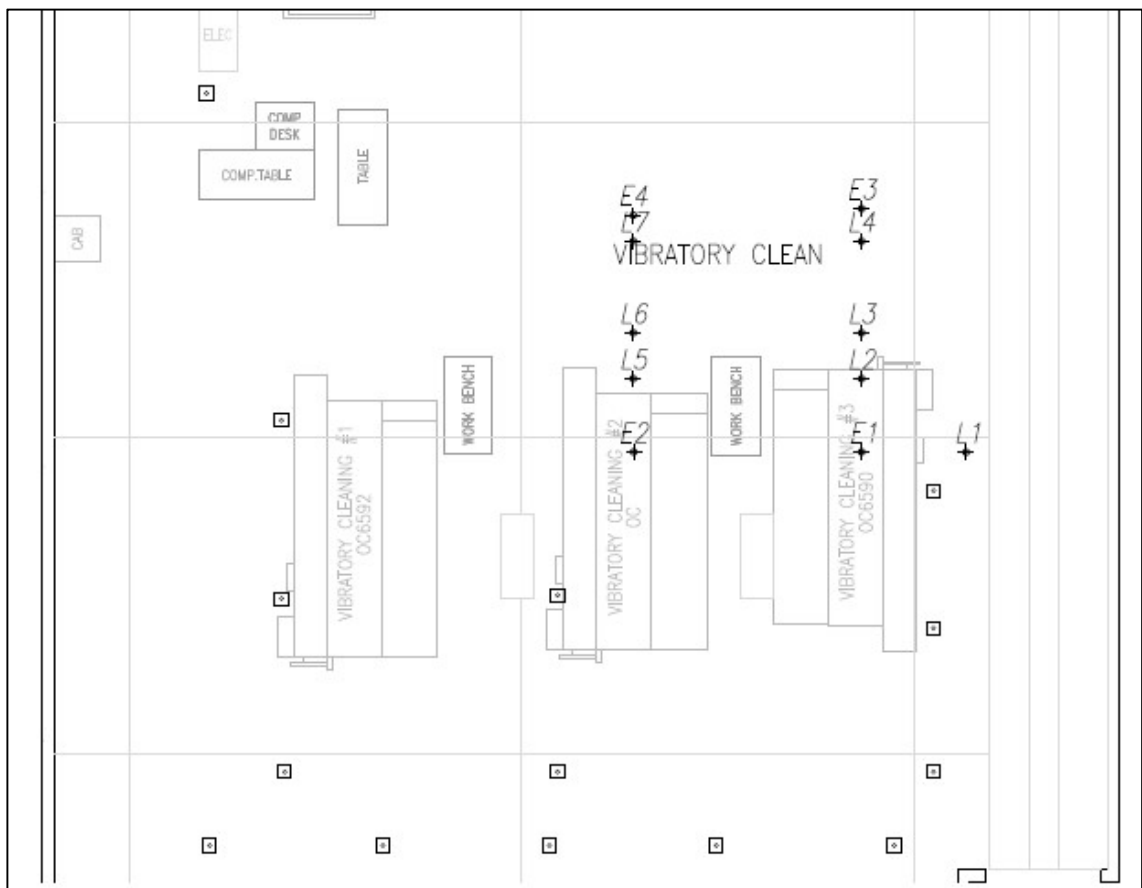 ELEC
COMP.
DESK
COMP.TABLE
TABLE
CAB
E4
E3
L7
L4
VIBRATORY CLEAN
L6
L3
L5
L2
WORK BENCH
WORK BENCH
E2
E1
L1
VIBRATORY CLEANING #1
OC6592
VIBRATORY CLEANING #2
OC
VIBRATORY CLEANING #3
OC6590